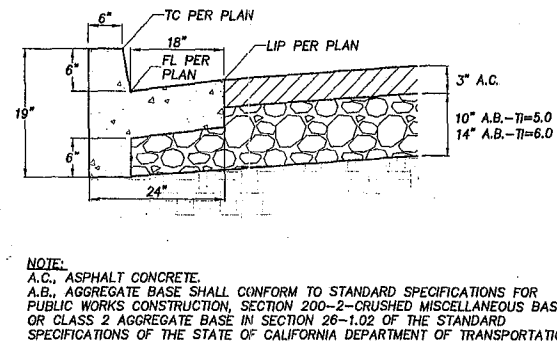 6"
TC PER PLAN
18"
LIP PER PLAN
FL PER
PLAN
6"
3" A.C.
19"
10" A.B.-TI=5.0
14" A.B.-TI=6.0
6"
24"
NOTE:
A.C., ASPHALT CONCRETE.
A.B., AGGREGATE BASE SHALL CONFORM TO STANDARD SPECIFICATIONS FOR
PUBLIC WORKS CONSTRUCTION, SECTION 200-2-CRUSHED MISCELLANEOUS BAS
OR CLASS 2 AGGREGATE BASE IN SECTION 26-1.02 OF THE STANDARD
SPECIFICATIONS OF THE STATE OF CALIFORNIA DEPARTMENT OF TRANSPORTATI